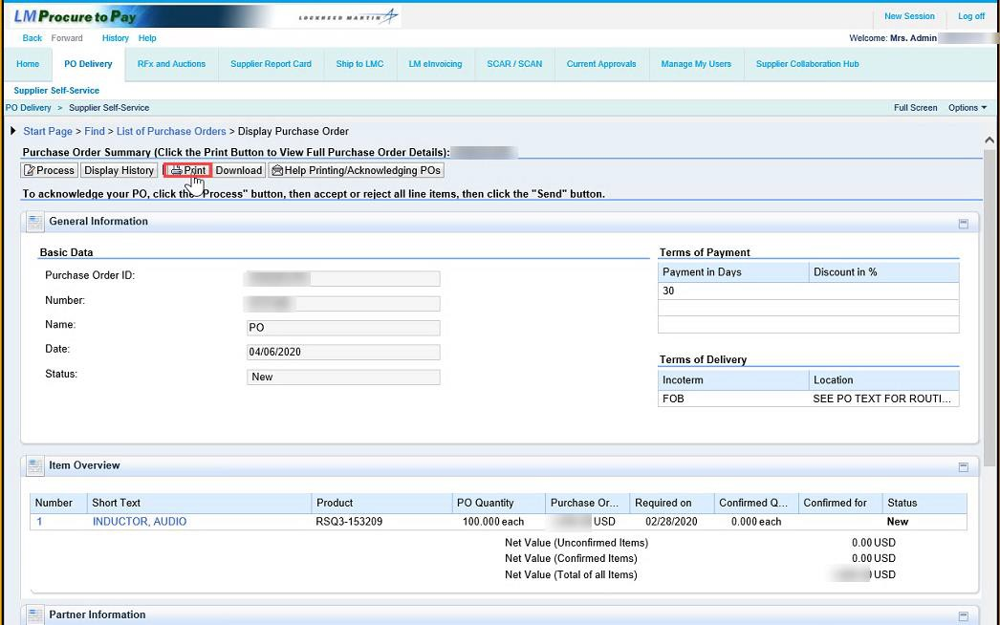 LM Procure to Pay LOCKHEED MARTIN New Session Log off
Back Forward History Help Welcome: Mrs. Admin
Home PO Delivery RFx and Auctions Supplier Report Card Ship to LMC LM eInvoicing SCAR / SCAN Current Approvals Manage My Users Supplier Collaboration Hub
Supplier Self-Service
PO Delivery > Supplier Self-Service Full Screen Options
Start Page > Find > List of Purchase Orders > Display Purchase Order
Purchase Order Summary (Click the Print Button to View Full Purchase Order Details):
Process Display History Print Download Help Printing/Acknowledging POs
To acknowledge your PO, click the "Process" button, then accept or reject all line items, then click the "Send" button.
General Information
Basic Data
Purchase Order ID:
Number:
Name: PO
Date: 04/06/2020
Status: New
Terms of Payment
Payment in Days Discount in %
30
Terms of Delivery
Incoterm Location
FOB SEE PO TEXT FOR ROUTI...
Item Overview
Number Short Text Product PO Quantity Purchase Or... Required on Confirmed Q... Confirmed for Status
1 INDUCTOR, AUDIO RSQ3-153209 100.000 each USD 02/28/2020 0.000 each New
Net Value (Unconfirmed Items) 0.00 USD
Net Value (Confirmed Items) 0.00 USD
Net Value (Total of all Items) USD
Partner Information